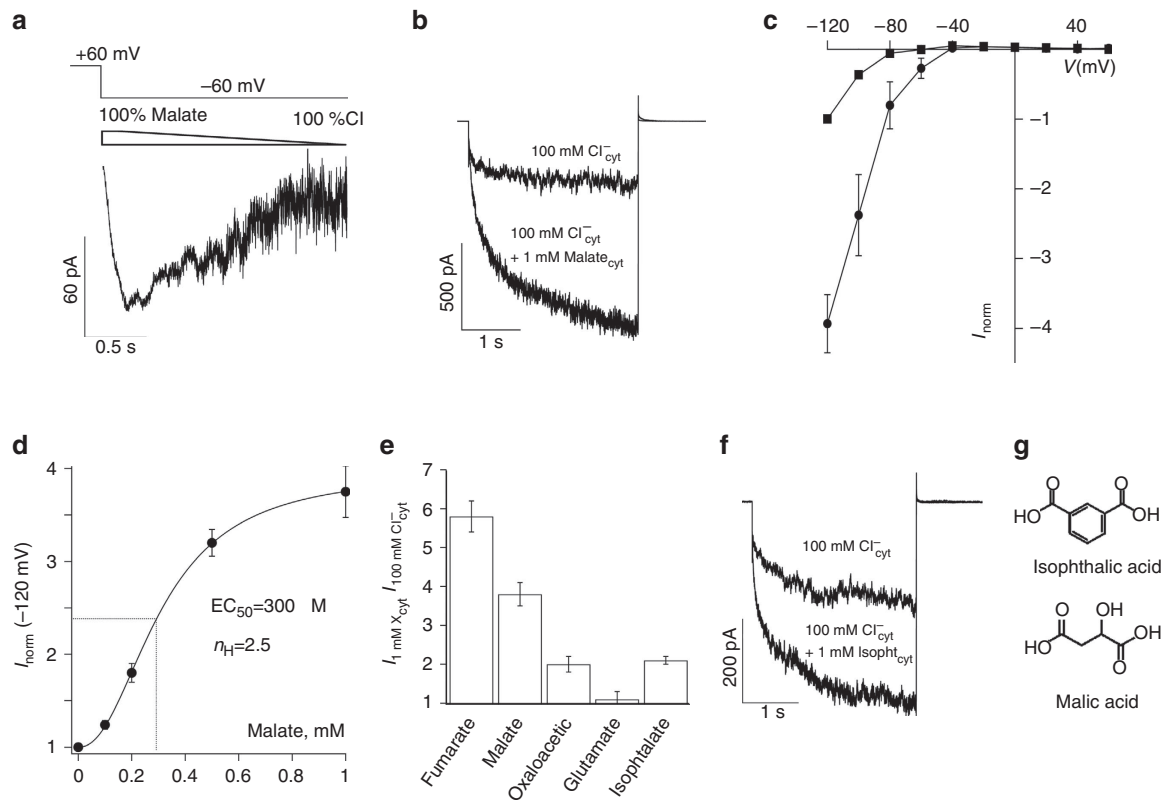 a
+60 mV
−60 mV
100% Malate
100 %Cl
60 pA
0.5 s
b
100 mM Cl⁻cyt
100 mM Cl⁻cyt
+ 1 mM Malatecyt
500 pA
1 s
c
−120
−80
−40
40
V(mV)
−1
−2
−3
−4
Inorm
d
4
3
2
1
Inorm (−120 mV)
EC50=300 M
nH=2.5
Malate, mM
0
0.2
0.4
0.6
0.8
1
e
7
6
5
4
3
2
1
I1 mM Xcyt I100 mM Cl⁻cyt
Fumarate
Malate
Oxaloacetic
Glutamate
Isophtalate
f
100 mM Cl⁻cyt
100 mM Cl⁻cyt
+ 1 mM Isophtcyt
200 pA
1 s
g
O
O
HO
OH
Isophthalic acid
O
OH
HO
OH
O
Malic acid